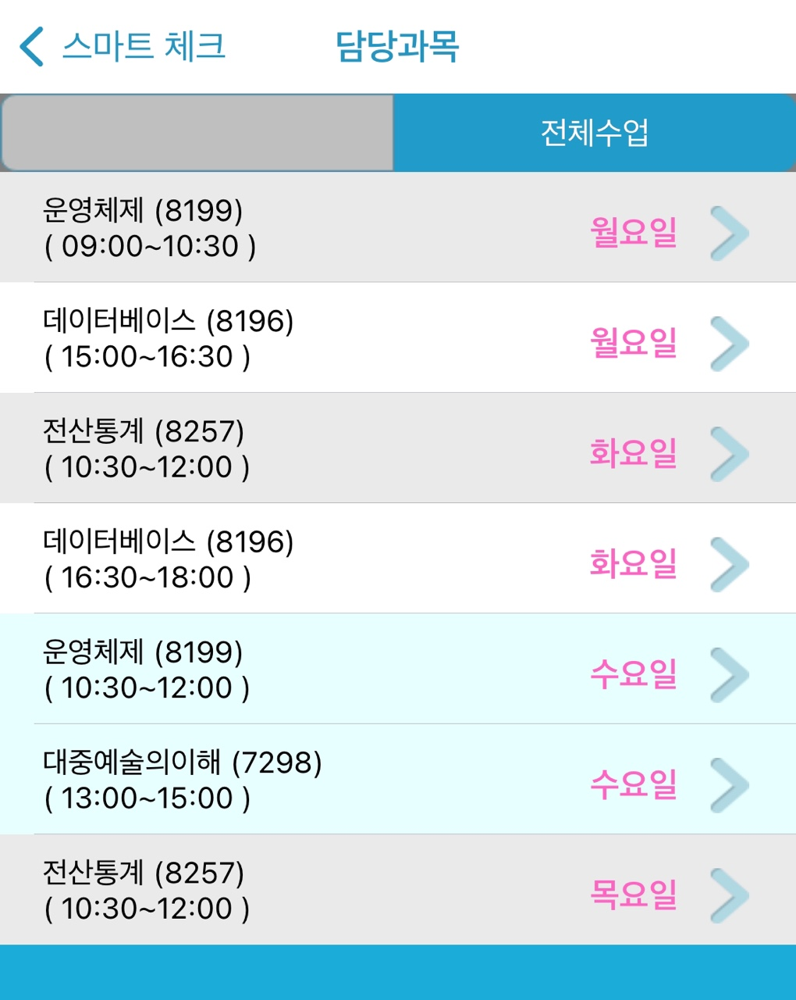 스마트 체크
담당과목
전체수업
운영체제 (8199)
( 09:00~10:30 )
월요일
데이터베이스 (8196)
( 15:00~16:30 )
월요일
전산통계 (8257)
( 10:30~12:00 )
화요일
데이터베이스 (8196)
( 16:30~18:00 )
화요일
운영체제 (8199)
( 10:30~12:00 )
수요일
대중예술의이해 (7298)
( 13:00~15:00 )
수요일
전산통계 (8257)
( 10:30~12:00 )
목요일